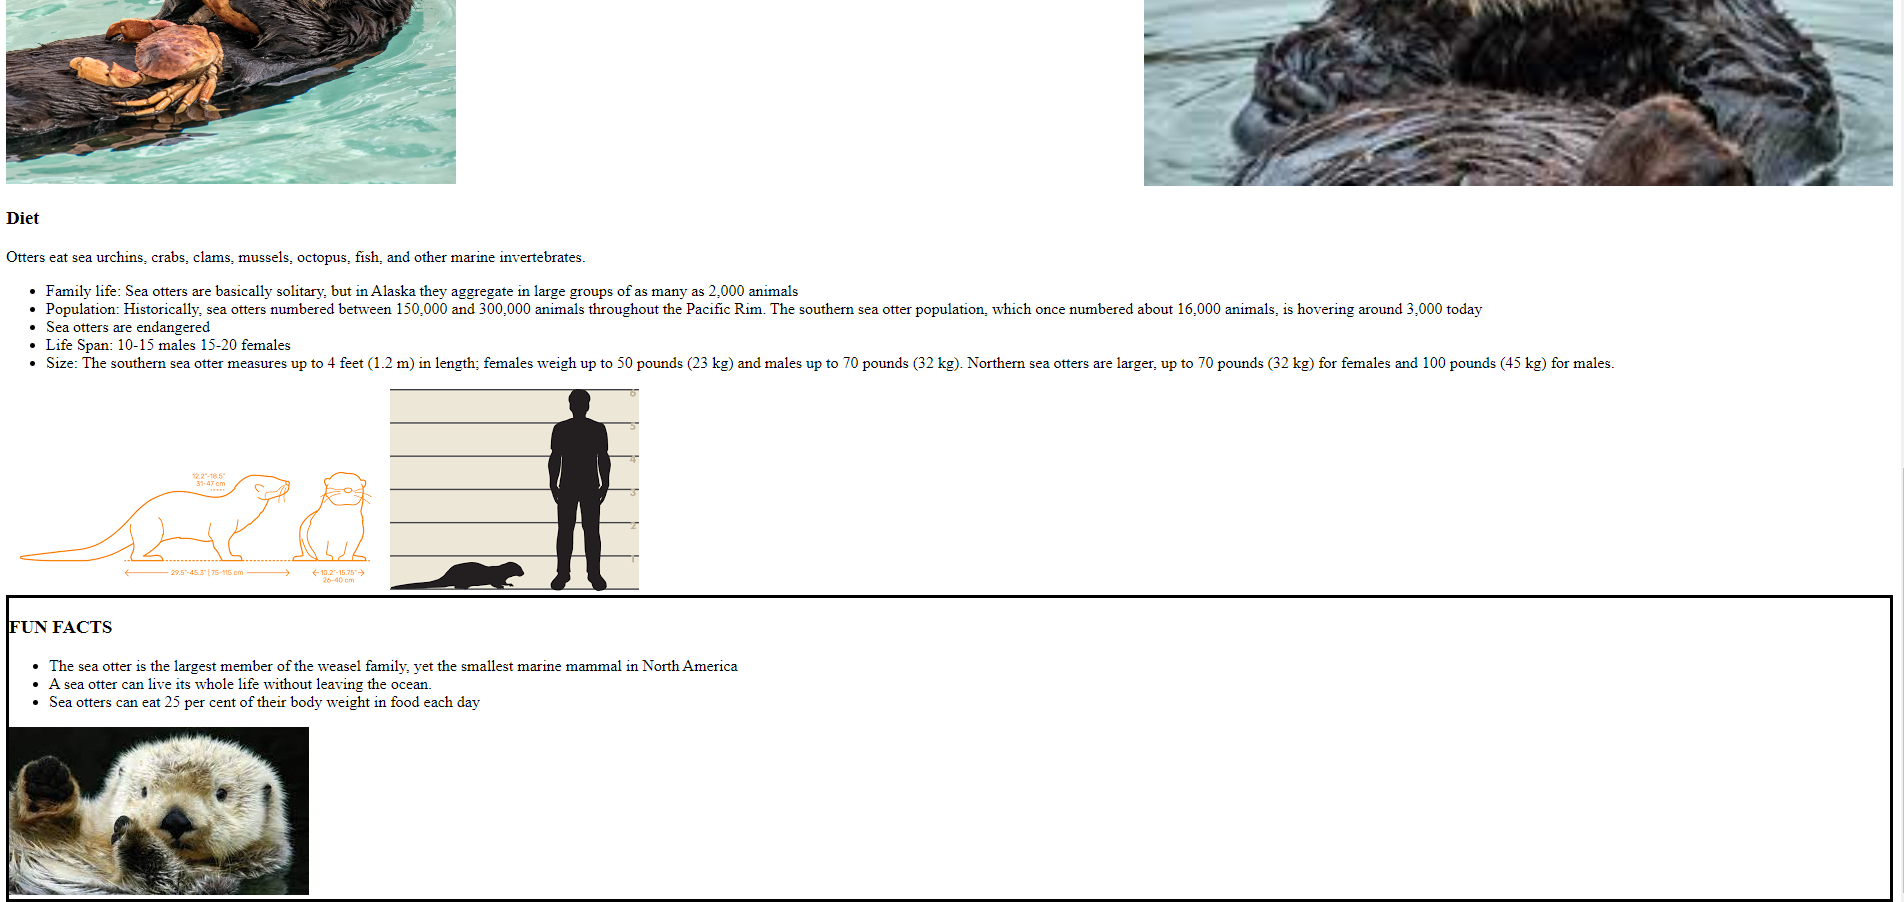 Diet
Otters eat sea urchins, crabs, clams, mussels, octopus, fish, and other marine invertebrates.
Family life: Sea otters are basically solitary, but in Alaska they aggregate in large groups of as many as 2,000 animals
Population: Historically, sea otters numbered between 150,000 and 300,000 animals throughout the Pacific Rim. The southern sea otter population, which once numbered about 16,000 animals, is hovering around 3,000 today
Sea otters are endangered
Life Span: 10-15 males 15-20 females
Size: The southern sea otter measures up to 4 feet (1.2 m) in length; females weigh up to 50 pounds (23 kg) and males up to 70 pounds (32 kg). Northern sea otters are larger, up to 70 pounds (32 kg) for females and 100 pounds (45 kg) for males.
6
5
4
3
2
1
12.2"-18.5"
31-47 cm
29.5"-45.3" | 75-115 cm
10.2"-15.75"
26-40 cm
FUN FACTS
The sea otter is the largest member of the weasel family, yet the smallest marine mammal in North America
A sea otter can live its whole life without leaving the ocean.
Sea otters can eat 25 per cent of their body weight in food each day